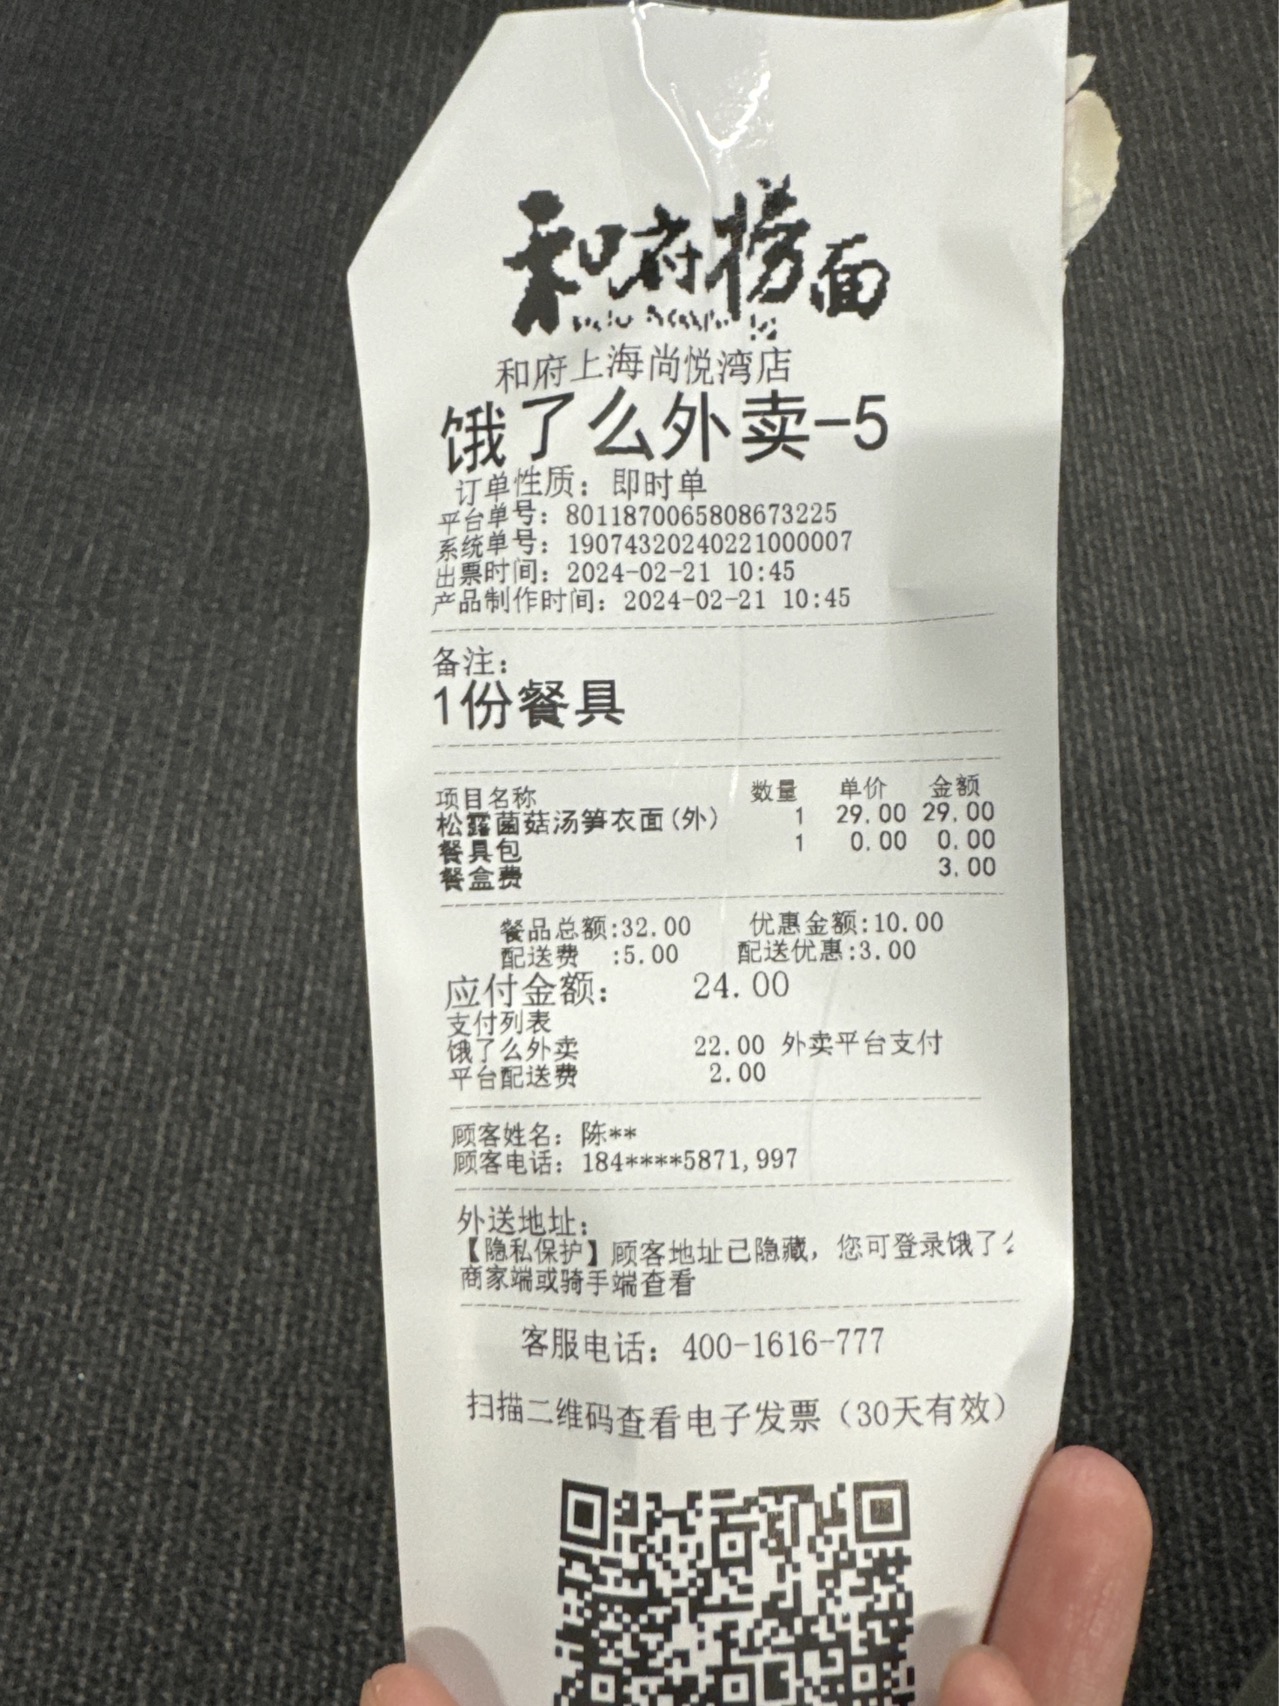 和府捞面
和府上海尚悦湾店
饿了么外卖-5
订单性质：即时单
平台单号：8011870065808673225
系统单号：19074320240221000007
出票时间：2024-02-21 10:45
产品制作时间：2024-02-21 10:45
备注：
1份餐具
项目名称 数量 单价 金额
松露菌菇汤笋衣面(外) 1 29.00 29.00
餐具包 1 0.00 0.00
餐盒费 3.00
餐品总额:32.00 优惠金额:10.00
配送费 :5.00 配送优惠:3.00
应付金额： 24.00
支付列表
饿了么外卖 22.00 外卖平台支付
平台配送费 2.00
顾客姓名：陈**
顾客电话：184****5871,997
外送地址：
【隐私保护】顾客地址已隐藏，您可登录饿了
商家端或骑手端查看
客服电话：400-1616-777
扫描二维码查看电子发票（30天有效）